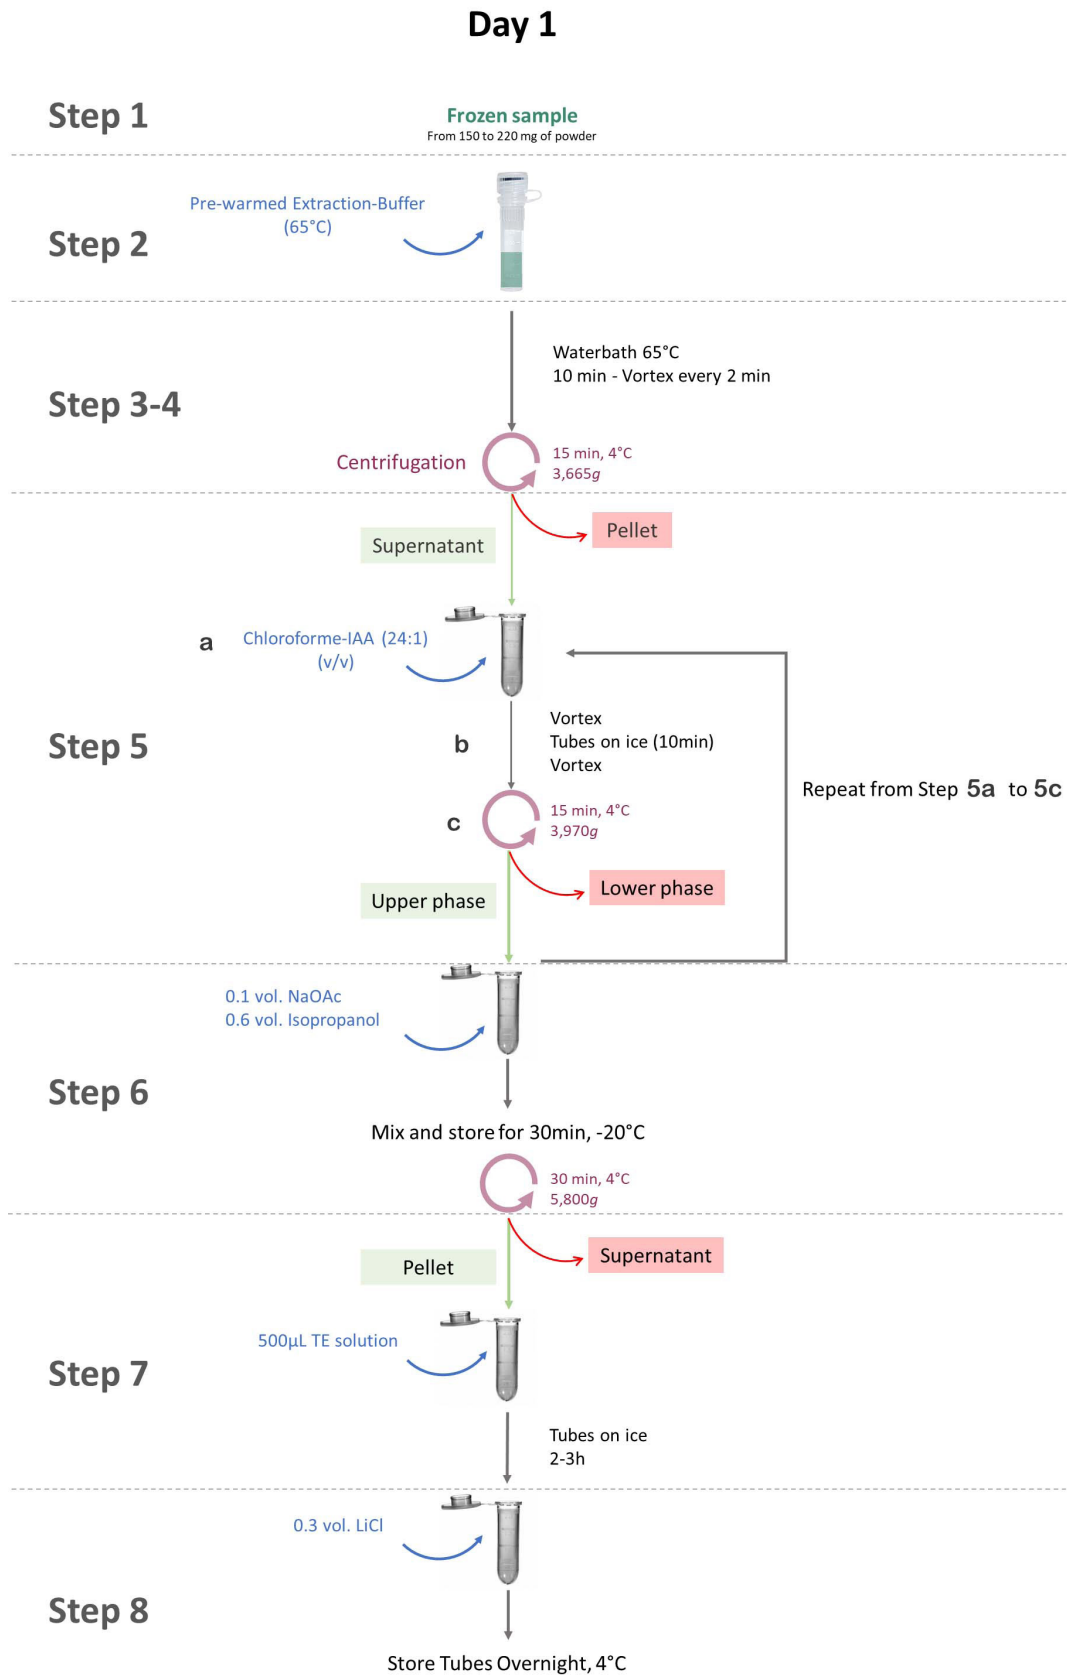 Day 1
Step 1
Frozen sample
From 150 to 220 mg of powder
Step 2
Pre-warmed Extraction-Buffer
(65°C)
Step 3-4
Waterbath 65°C
10 min - Vortex every 2 min
Centrifugation
15 min, 4°C
3,665g
Supernatant
Pellet
Step 5
a
Chloroforme-IAA (24:1)
(v/v)
b
Vortex
Tubes on ice (10min)
Vortex
Repeat from Step 5a to 5c
c
15 min, 4°C
3,970g
Upper phase
Lower phase
Step 6
0.1 vol. NaOAc
0.6 vol. Isopropanol
Mix and store for 30min, -20°C
30 min, 4°C
5,800g
Step 7
Pellet
Supernatant
500µL TE solution
Tubes on ice
2-3h
Step 8
0.3 vol. LiCl
Store Tubes Overnight, 4°C